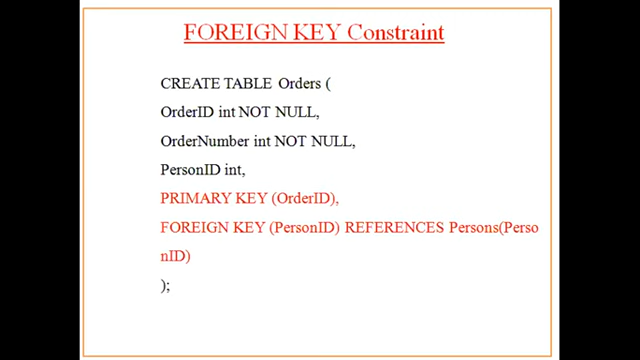 FOREIGN KEY Constraint
CREATE TABLE Orders (
OrderID int NOT NULL,
OrderNumber int NOT NULL,
PersonID int,
PRIMARY KEY (OrderID),
FOREIGN KEY (PersonID) REFERENCES Persons(Perso
nID)
);